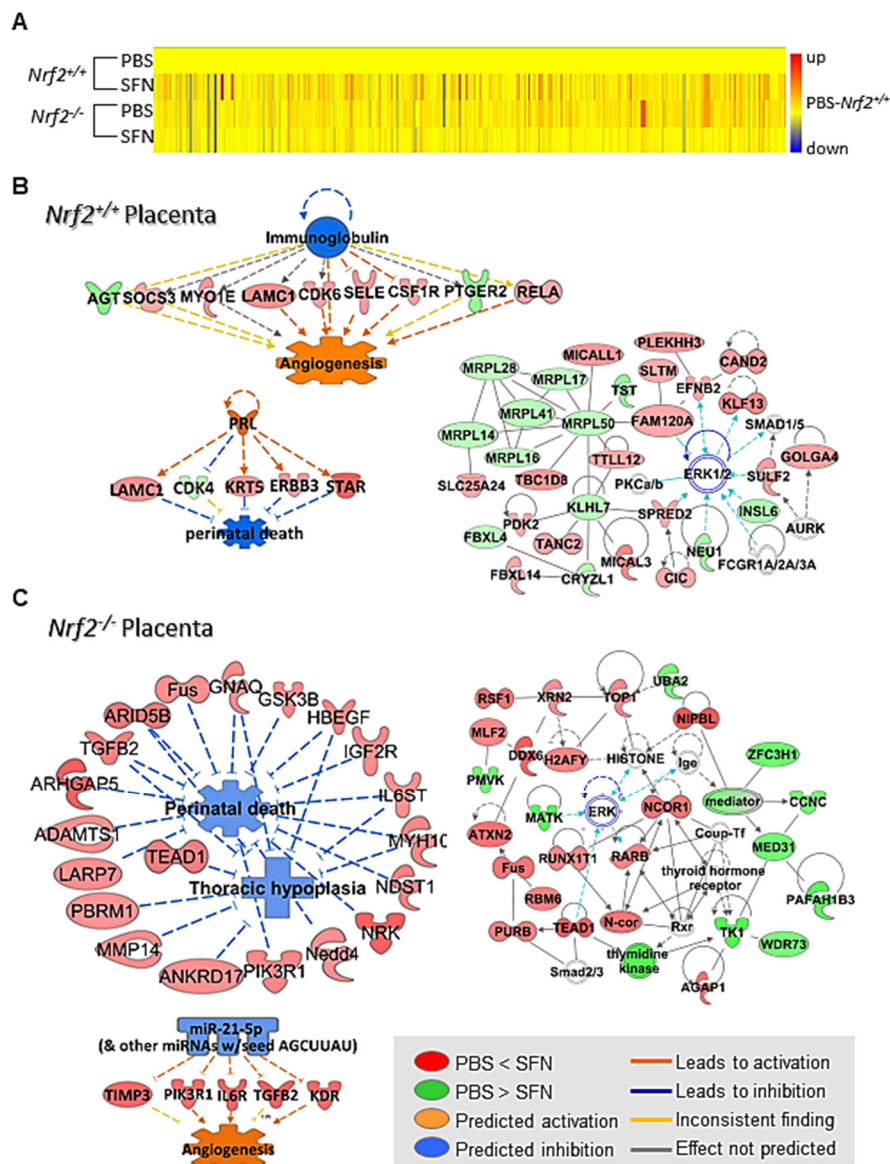 A
Nrf2+/+
PBS
SFN
Nrf2-/-
PBS
SFN
up
PBS-Nrf2+/+
down
B
Nrf2+/+ Placenta
Immunoglobulin
AGT SOCS3 MYO1E LAMC1 CDK6 SELE CSF1R PTGER2 RELA
Angiogenesis
PRL
LAMC1 CDK4 KRT5 ERBB3 STAR
perinatal death
PLEKHH3
MICALL1
CAND2
MRPL28
MRPL17
SLTM
EFNB2
TST
KLF13
MRPL41
MRPL50
FAM120A
SMAD1/5
MRPL14
GOLGA4
MRPL16
TTLL12
ERK1/2
SLC25A24
TBC1D8
PKCa/b
SULF2
KLHL7
INSL6
PDK2
SPRED2
AURK
FBXL4
TANC2
NEU1
MICAL3
FCGR1A/2A/3A
FBXL14
CRYZL1
CIC
C
Nrf2-/- Placenta
Fus
GNAQ
GSK3B
ARID5B
HBEGF
TGFB2
IGF2R
ARHGAP5
Perinatal death
IL6ST
ADAMTS1
MYH10
TEAD1
LARP7
Thoracic hypoplasia
NDST1
PBRM1
NRK
MMP14
Nedd4
ANKRD17
PIK3R1
UBA2
RSF1
XRN2
TOP1
NIPBL
MLF2
DDX6
H2AFY
HISTONE
Ige
ZFC3H1
PMVK
MATK
ERK
NCOR1
mediator
CCNC
ATXN2
Coup-Tf
MED31
RUNX1T1
RARB
Fus
thyroid hormone
receptor
PAFAH1B3
RBM6
N-cor
Rxr
TK1
PURB
TEAD1
thymidine
kinase
WDR73
Smad2/3
AGAP1
miR-21-5p
(& other miRNAs w/seed AGCUUAU)
TIMP3 PIK3R1 IL6R TGFB2 KDR
Angiogenesis
PBS < SFN
Leads to activation
PBS > SFN
Leads to inhibition
Predicted activation
Inconsistent finding
Predicted inhibition
Effect not predicted